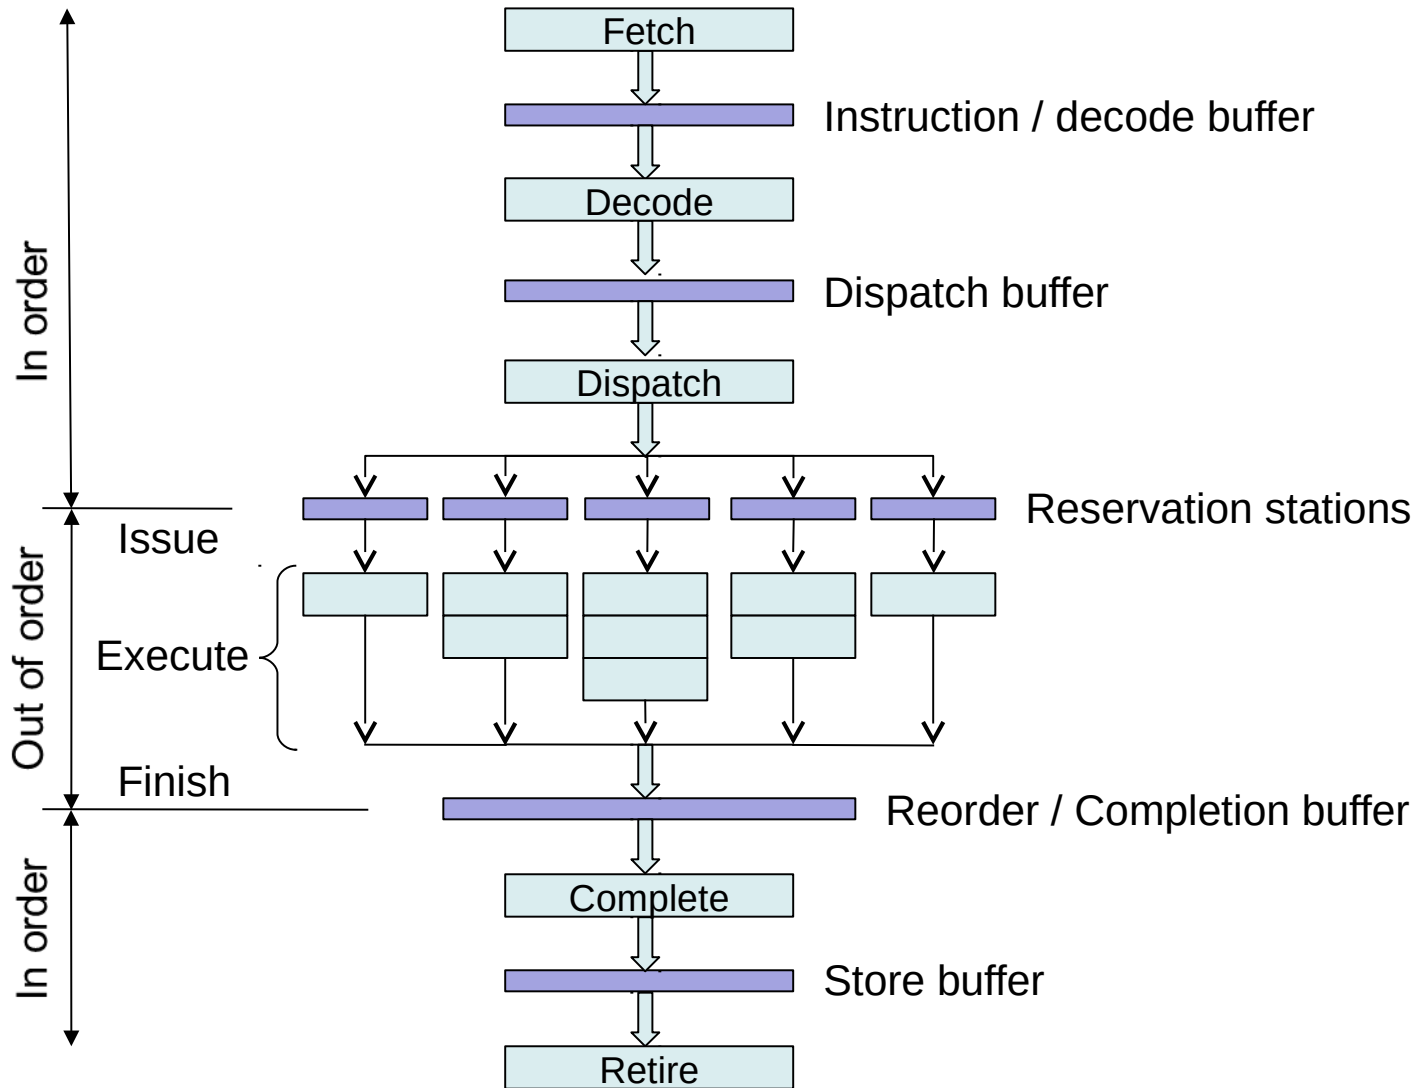 Fetch
Instruction / decode buffer
Decode
In order
Dispatch buffer
Dispatch
Reservation stations
Issue
Out of order
Execute
Finish
Reorder / Completion buffer
In order
Complete
Store buffer
Retire